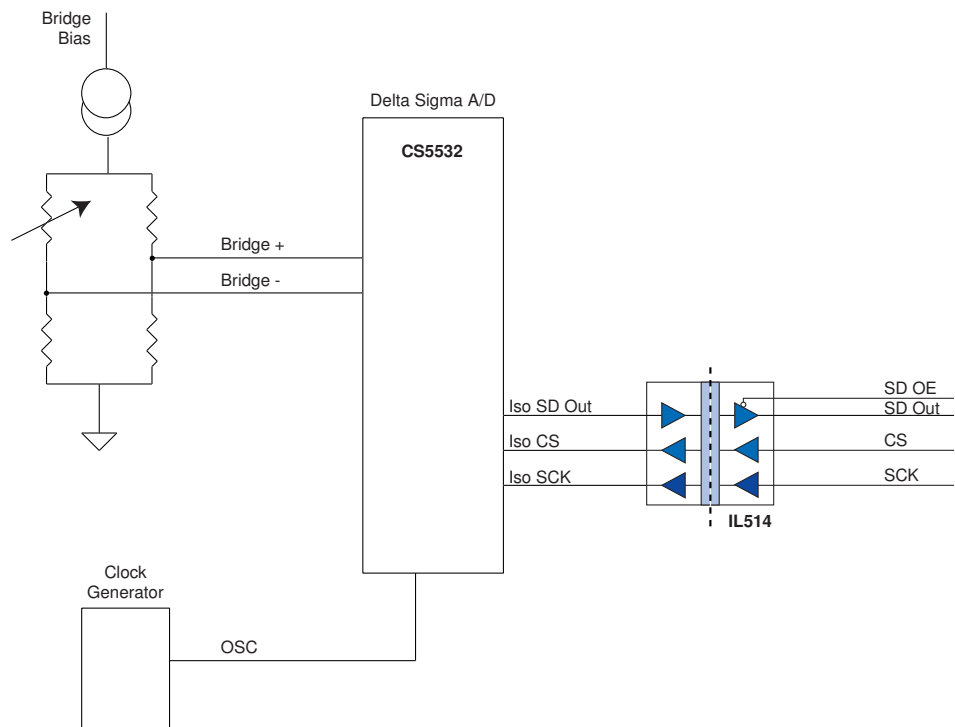 Bridge
Bias
Delta Sigma A/D
CS5532
Bridge +
Bridge -
SD OE
Iso SD Out
SD Out
Iso CS
CS
Iso SCK
SCK
IL514
Clock
Generator
OSC